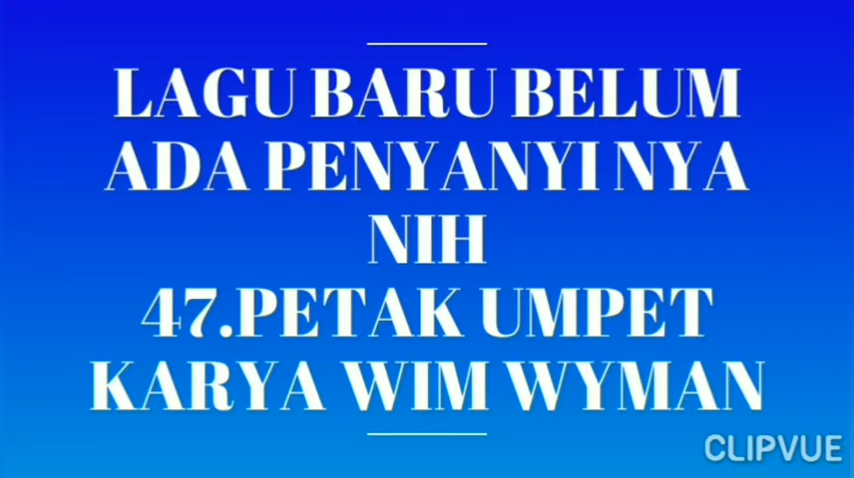 LAGU BARU BELUM
ADA PENYANYI NYA
NIH
47.PETAK UMPET
KARYA WIM WYMAN
CLIPVUE